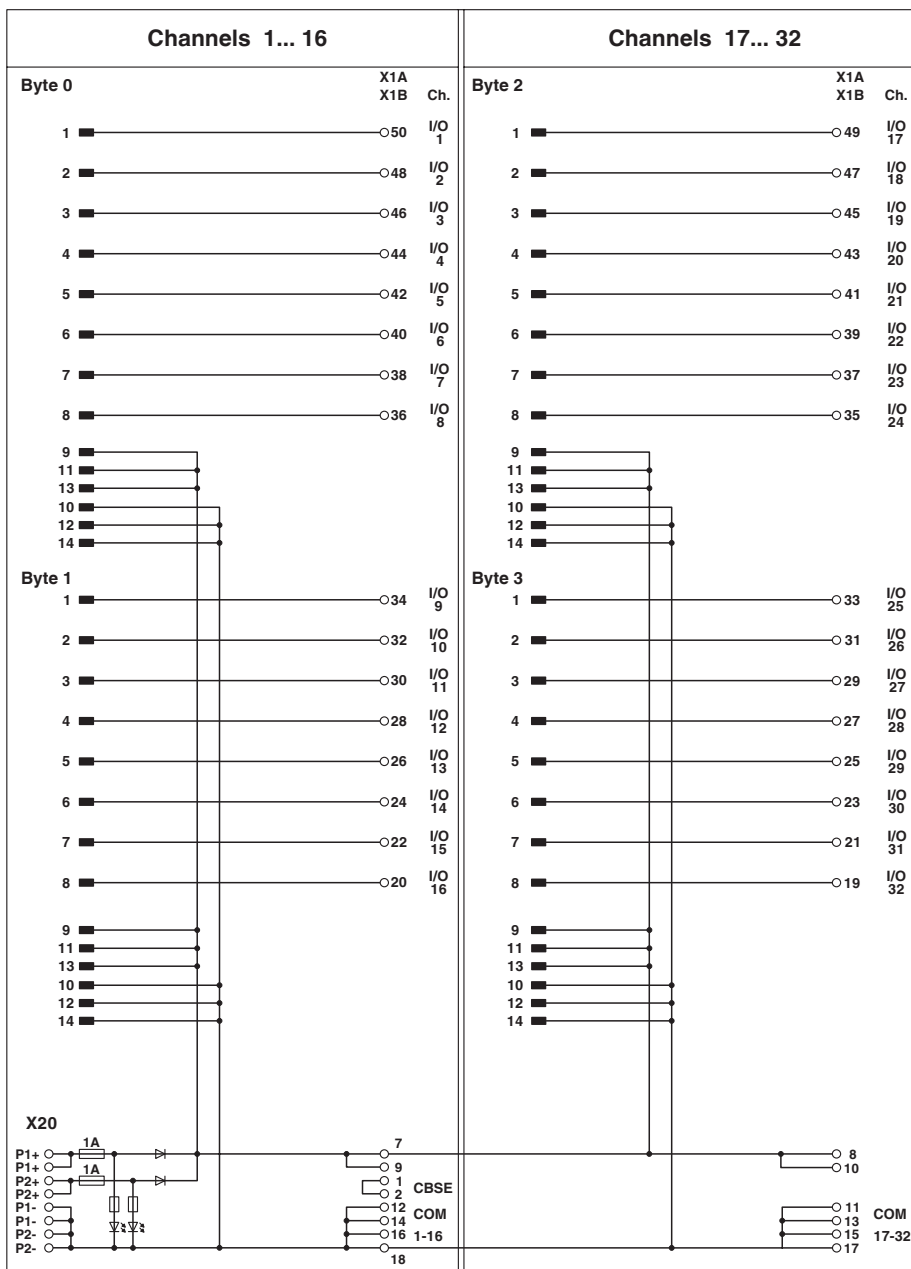 Channels 1... 16
Byte 0
X1A
X1B Ch.
1 50 I/O 1
2 48 I/O 2
3 46 I/O 3
4 44 I/O 4
5 42 I/O 5
6 40 I/O 6
7 38 I/O 7
8 36 I/O 8
9
11
13
10
12
14
Byte 1
1 34 I/O 9
2 32 I/O 10
3 30 I/O 11
4 28 I/O 12
5 26 I/O 13
6 24 I/O 14
7 22 I/O 15
8 20 I/O 16
9
11
13
10
12
14
X20
P1+ 1A 7
P1+ 9
P2+ 1A 1
P2+ 2 CBSE
P1- 12
P1- 14 COM
P2- 16 1-16
P2- 18
Channels 17... 32
Byte 2
X1A
X1B Ch.
1 49 I/O 17
2 47 I/O 18
3 45 I/O 19
4 43 I/O 20
5 41 I/O 21
6 39 I/O 22
7 37 I/O 23
8 35 I/O 24
9
11
13
10
12
14
Byte 3
1 33 I/O 25
2 31 I/O 26
3 29 I/O 27
4 27 I/O 28
5 25 I/O 29
6 23 I/O 30
7 21 I/O 31
8 19 I/O 32
9
11
13
10
12
14
8
10
11
13 COM
15 17-32
17